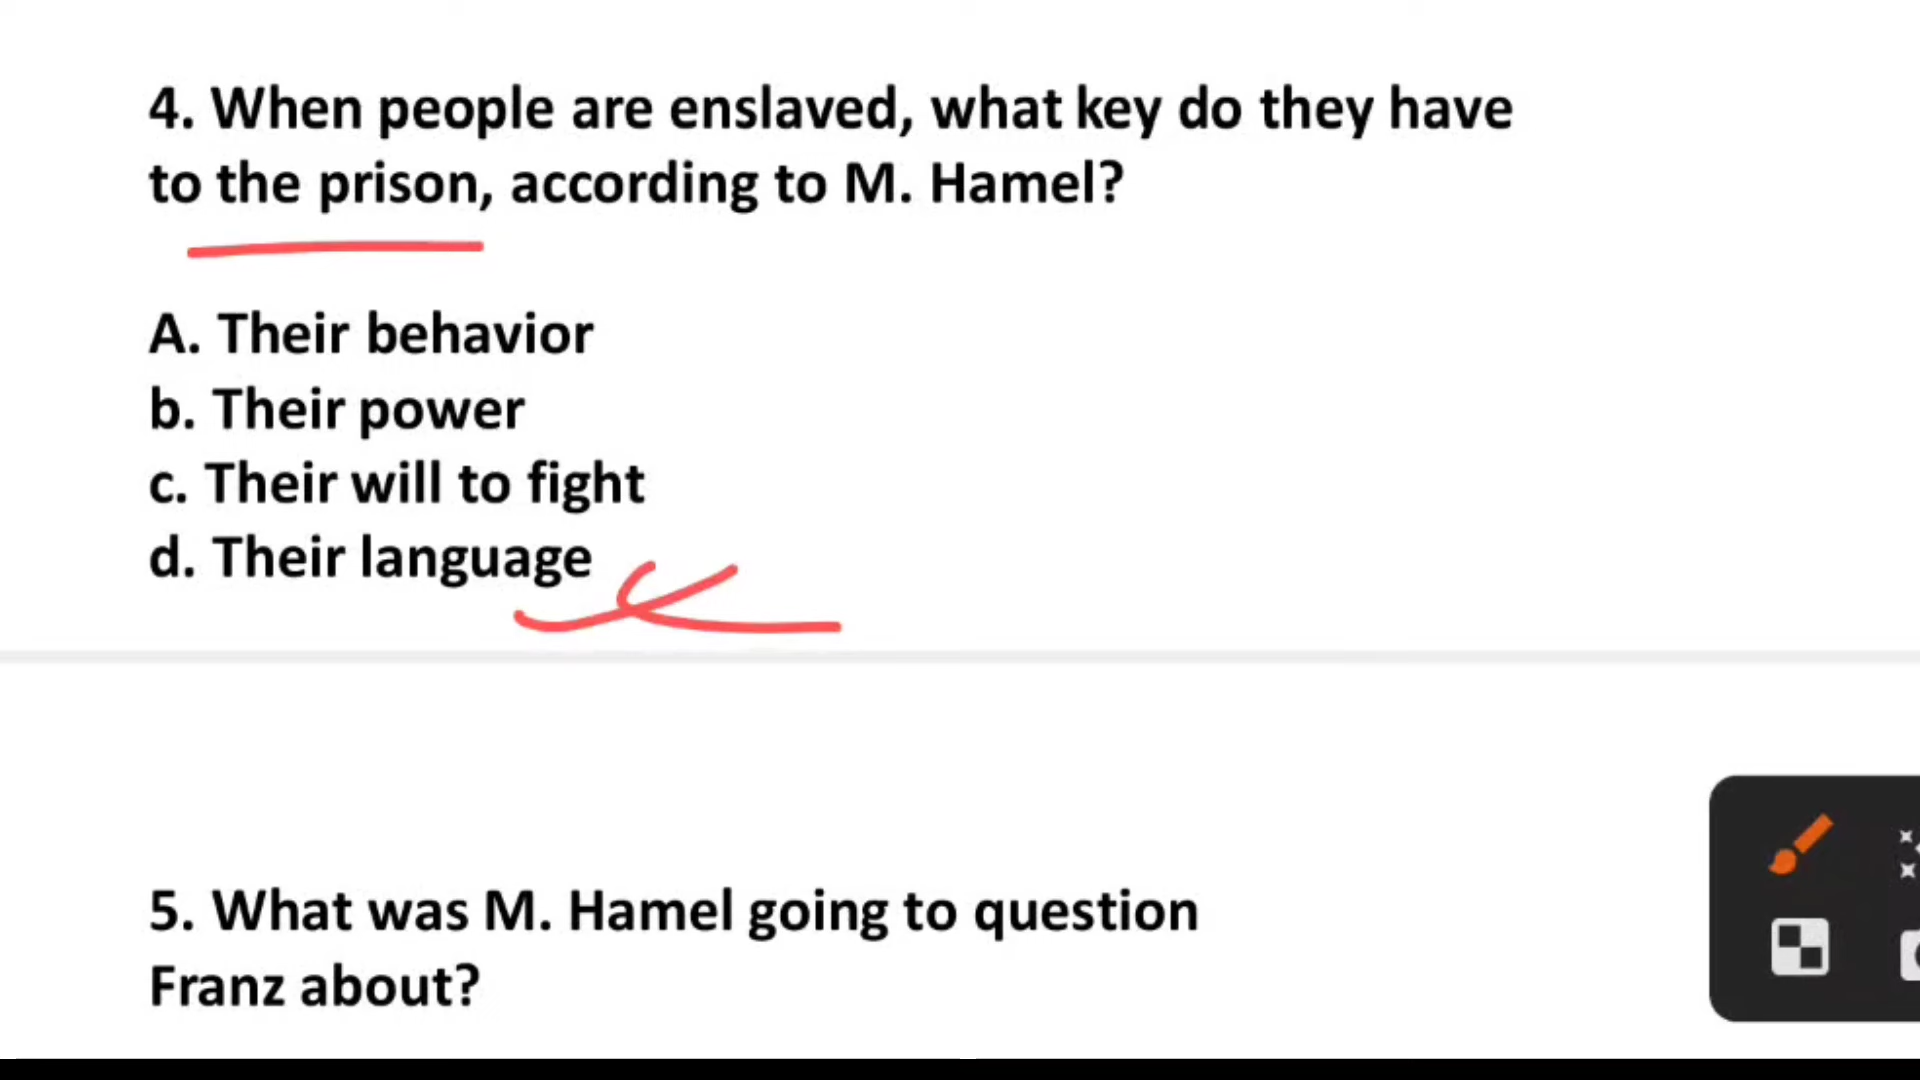 4. When people are enslaved, what key do they have
to the prison, according to M. Hamel?
A. Their behavior
b. Their power
c. Their will to fight
d. Their language
5. What was M. Hamel going to question
Franz about?